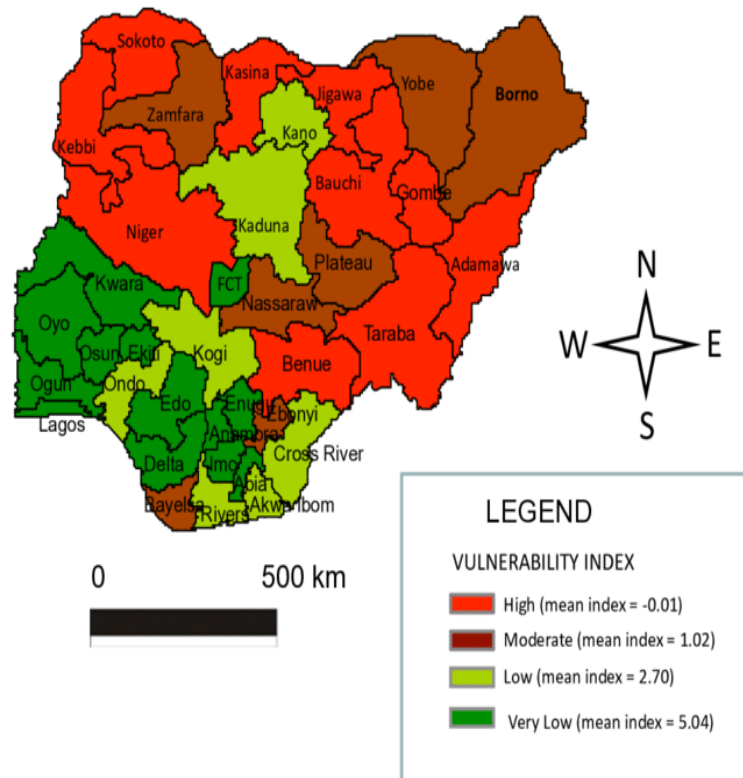 Sokoto
Kasina
Yobe
Borno
Jigawa
Zamfara
Kano
Kebbi
Bauchi
Gombe
Kaduna
Niger
Plateau
Adamawa
FCT
Kwara
Nassaraw
Oyo
Taraba
Osun
Ekiti
Kogi
Benue
Ogun
Ondo
Edo
Enugu
Ebonyi
Lagos
Anambra
Cross River
Delta
Imo
Abia
Bayelsa
Rivers
Akwa Ibom
N
W
E
S
0 500 km
LEGEND
VULNERABILITY INDEX
High (mean index = -0.01)
Moderate (mean index = 1.02)
Low (mean index = 2.70)
Very Low (mean index = 5.04)